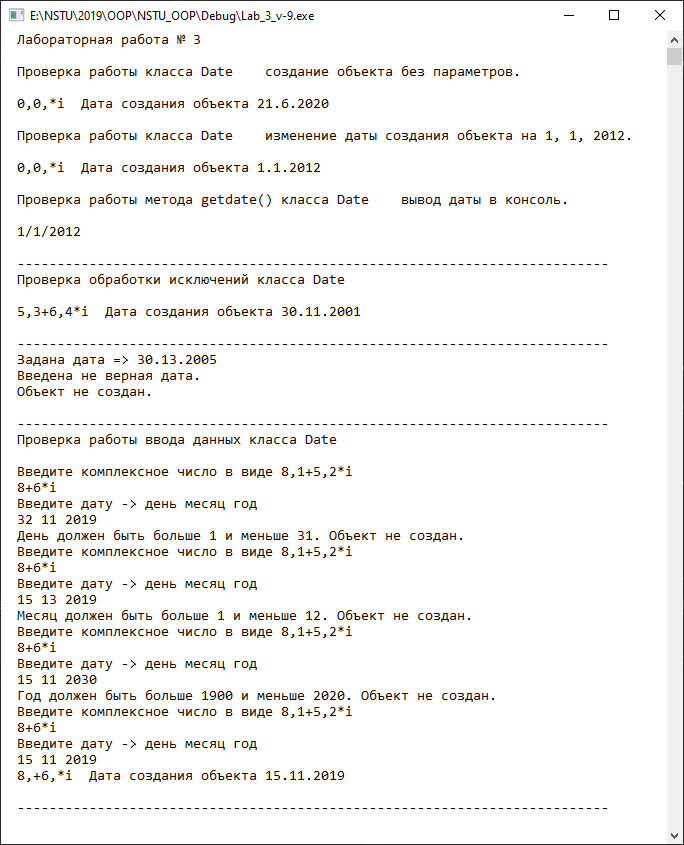 E:\NSTU\2019\OOP\NSTU_OOP\Debug\Lab_3_v-9.exe
Лабораторная работа № 3
Проверка работы класса Date    создание объекта без параметров.
0,0,*i  Дата создания объекта 21.6.2020
Проверка работы класса Date    изменение даты создания объекта на 1, 1, 2012.
0,0,*i  Дата создания объекта 1.1.2012
Проверка работы метода getdate() класса Date    вывод даты в консоль.
1/1/2012
--------------------------------------------------------------------------
Проверка обработки исключений класса Date
5,3+6,4*i  Дата создания объекта 30.11.2001
--------------------------------------------------------------------------
Задана дата => 30.13.2005
Введена не верная дата.
Объект не создан.
--------------------------------------------------------------------------
Проверка работы ввода данных класса Date
Введите комплексное число в виде 8,1+5,2*i
8+6*i
Введите дату -> день месяц год
32 11 2019
День должен быть больше 1 и меньше 31. Объект не создан.
Введите комплексное число в виде 8,1+5,2*i
8+6*i
Введите дату -> день месяц год
15 13 2019
Месяц должен быть больше 1 и меньше 12. Объект не создан.
Введите комплексное число в виде 8,1+5,2*i
8+6*i
Введите дату -> день месяц год
15 11 2030
Год должен быть больше 1900 и меньше 2020. Объект не создан.
Введите комплексное число в виде 8,1+5,2*i
8+6*i
Введите дату -> день месяц год
15 11 2019
8,+6,*i  Дата создания объекта 15.11.2019
--------------------------------------------------------------------------